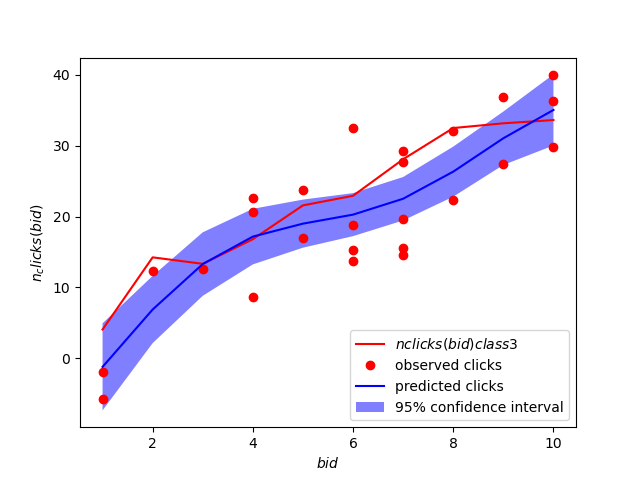 40
30
20
10
0
n_clicks(bid)
2
4
6
8
10
bid
nclicks(bid)class3
observed clicks
predicted clicks
95% confidence interval